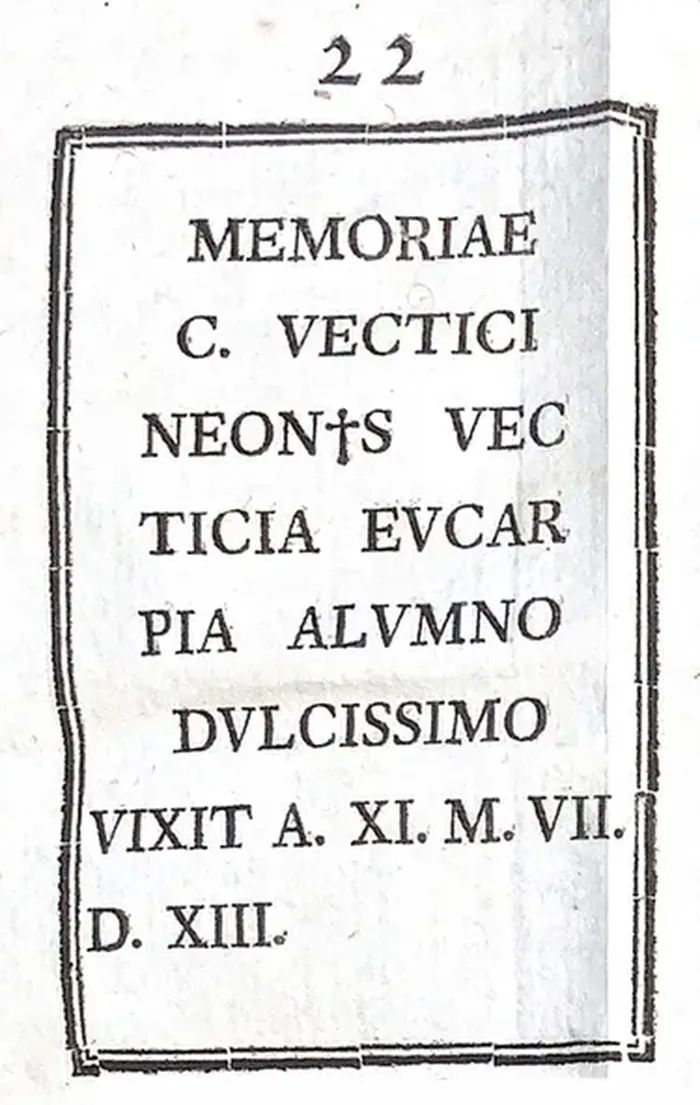 22
MEMORIAE
C. VECTICI
NEON†S VEC
TICIA EVCAR
PIA ALVMNO
DVLCISSIMO
VIXIT A. XI. M. VII.
D. XIII.